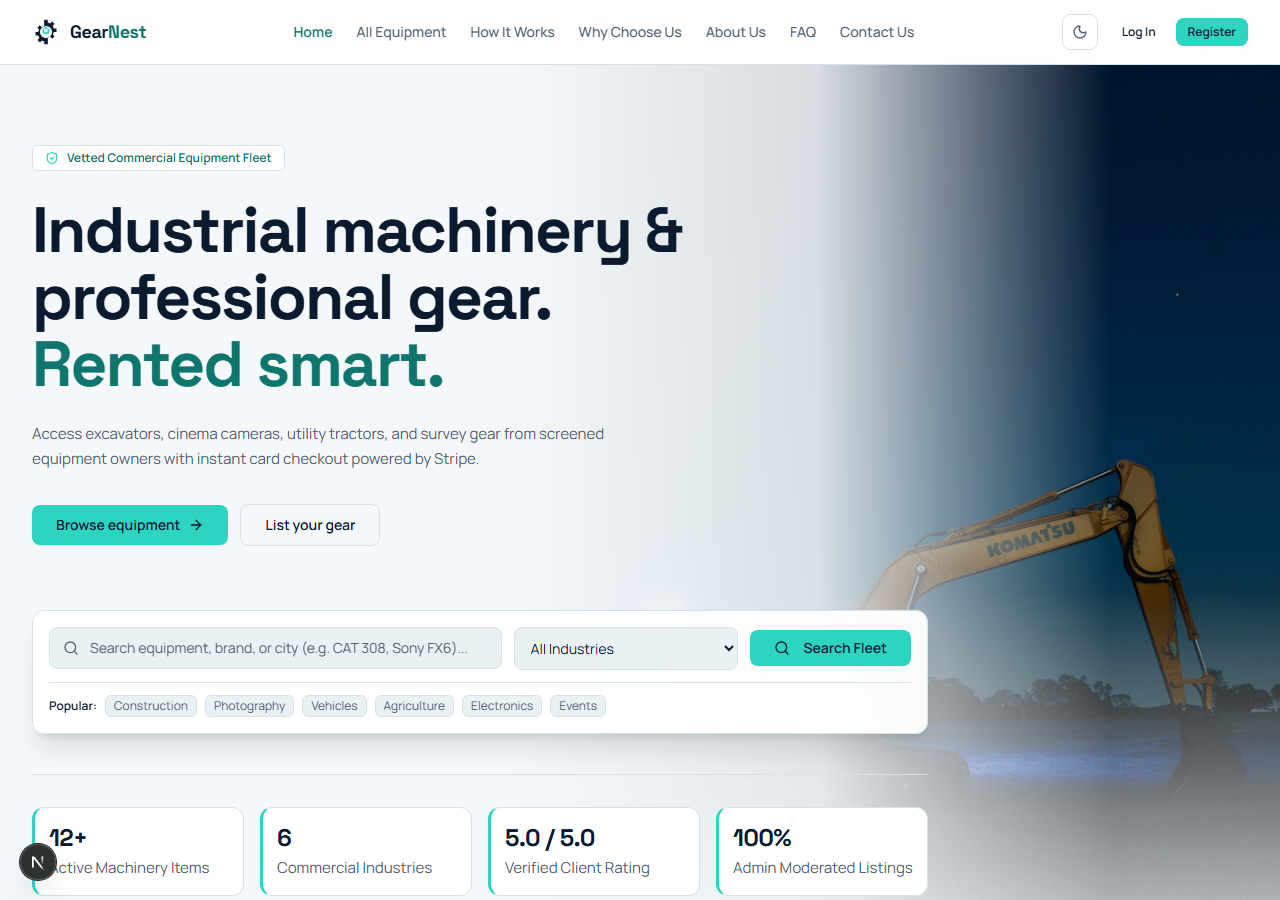 GearNest
Home
All Equipment
How It Works
Why Choose Us
About Us
FAQ
Contact Us
Log In
Register
Vetted Commercial Equipment Fleet
Industrial machinery &
professional gear.
Rented smart.
Access excavators, cinema cameras, utility tractors, and survey gear from screened
equipment owners with instant card checkout powered by Stripe.
Browse equipment
List your gear
KOMATSU
Search equipment, brand, or city (e.g. CAT 308, Sony FX6)...
All Industries
Search Fleet
Popular:
Construction
Photography
Vehicles
Agriculture
Electronics
Events
12+
Active Machinery Items
6
Commercial Industries
5.0 / 5.0
Verified Client Rating
100%
Admin Moderated Listings
N